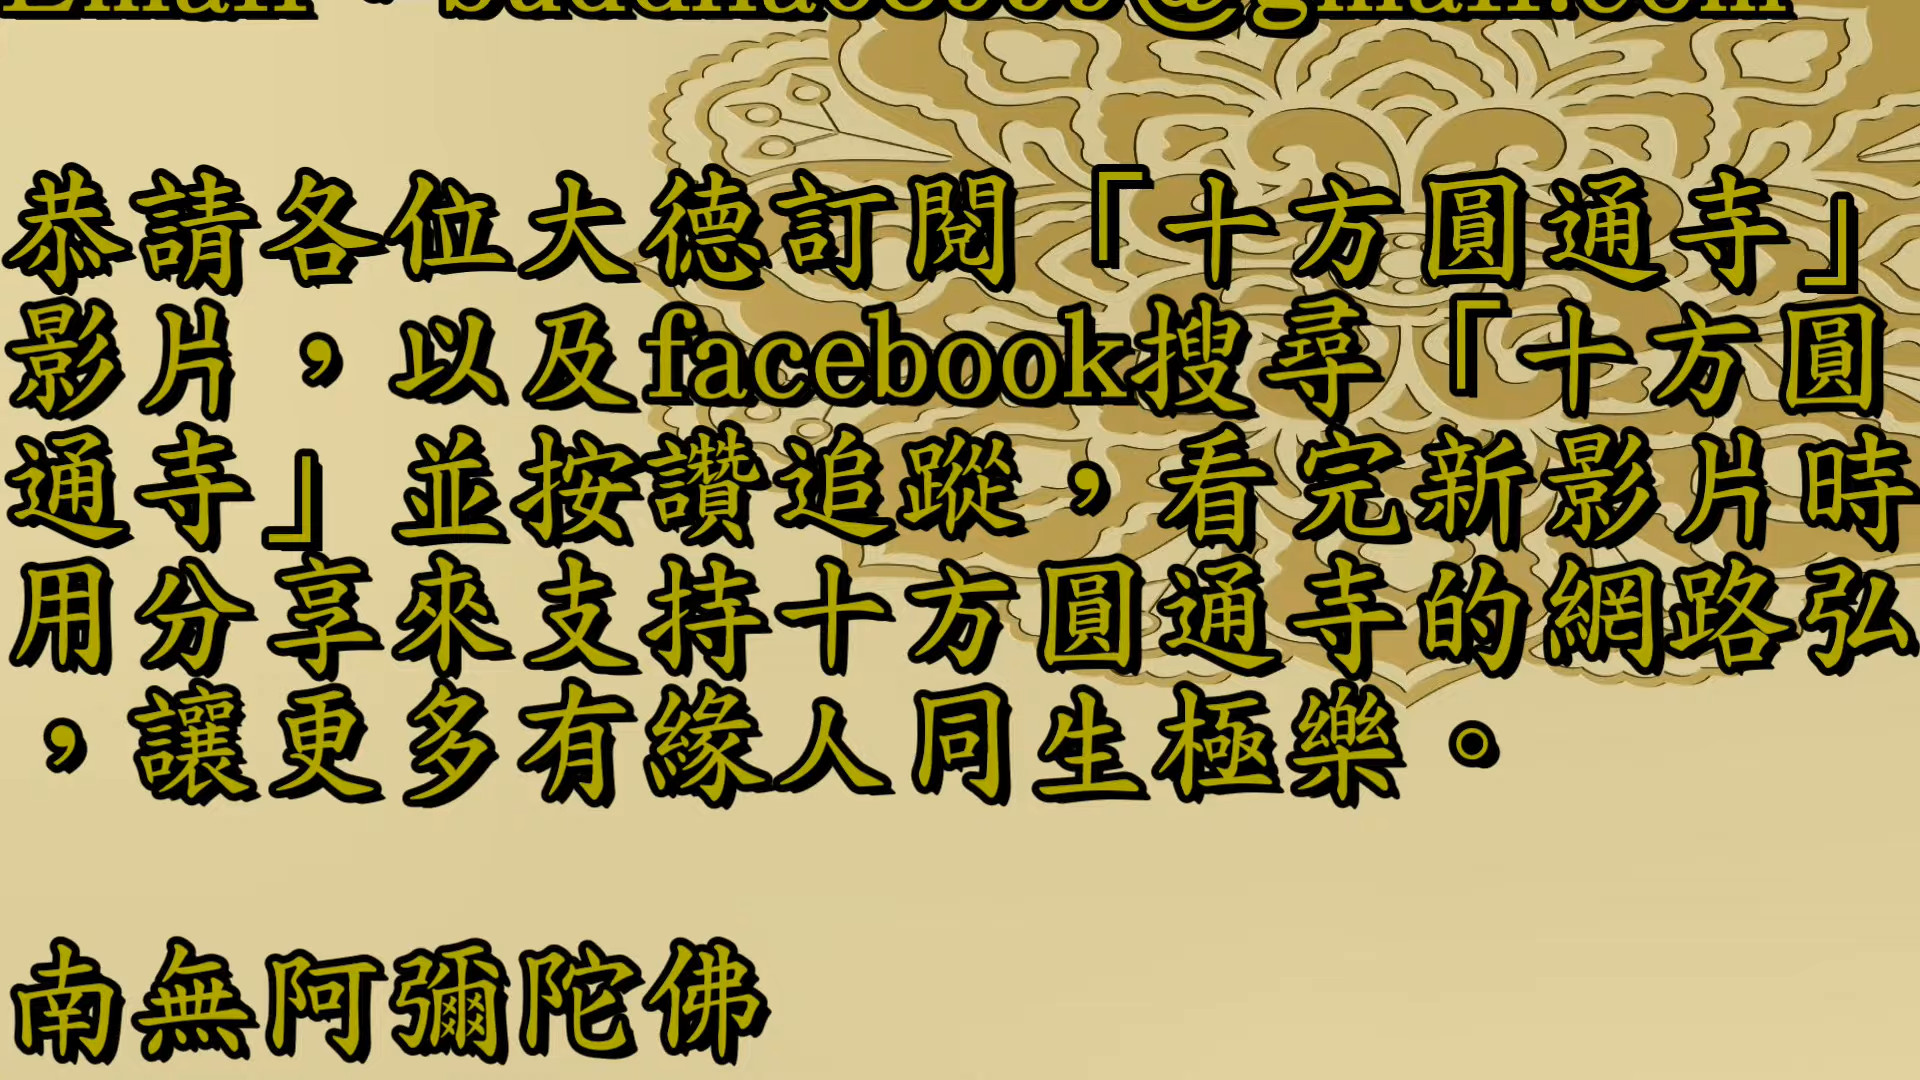 恭請各位大德訂閱「十方圓通寺」
影片，以及facebook搜尋「十方圓
通寺」並按讚追蹤，看完新影片時
用分享來支持十方圓通寺的網路弘
，讓更多有緣人同生極樂。
南無阿彌陀佛